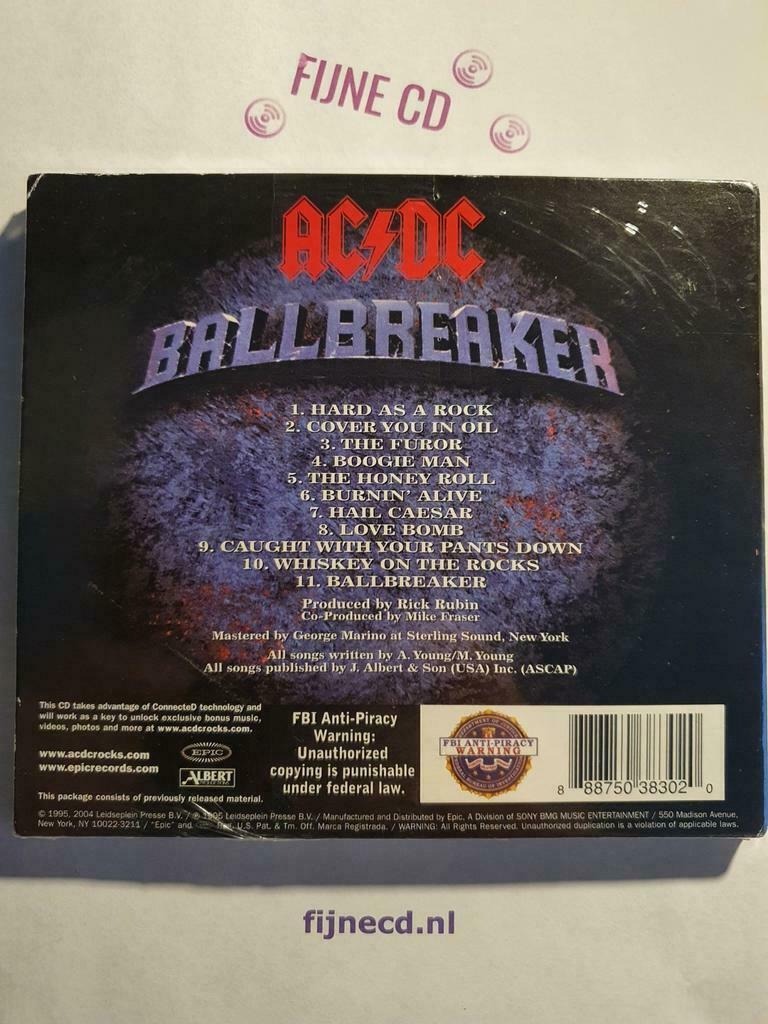 FIJNE CD
AC/DC
BALLBREAKER
1. HARD AS A ROCK
2. COVER YOU IN OIL
3. THE FUROR
4. BOOGIE MAN
5. THE HONEY ROLL
6. BURNIN' ALIVE
7. HAIL CAESAR
8. LOVE BOMB
9. CAUGHT WITH YOUR PANTS DOWN
10. WHISKEY ON THE ROCKS
11. BALLBREAKER
Produced by Rick Rubin
Co-Produced by Mike Fraser
Mastered by George Marino at Sterling Sound, New York
All songs written by A. Young/M. Young
All songs published by J. Albert & Son (USA) Inc. (ASCAP)
This CD takes advantage of ConnecteD technology and
will work as a key to unlock exclusive bonus music,
videos, photos and more at www.acdcrocks.com.
www.acdcrocks.com
www.epicrecords.com
EPIC
ALBERT
This package consists of previously released material.
FBI Anti-Piracy
Warning:
Unauthorized
copying is punishable
under federal law.
FBI ANTI-PIRACY
WARNING
8 88750 38302 0
© 1995, 2004 Leidseplein Presse B.V. / ℗ 1995 Leidseplein Presse B.V. / Manufactured and Distributed by Epic, A Division of SONY BMG MUSIC ENTERTAINMENT / 550 Madison Avenue,
New York, NY 10022-3211 / "Epic" and Reg. U.S. Pat. & Tm. Off. Marca Registrada. / WARNING: All Rights Reserved. Unauthorized duplication is a violation of applicable laws.
fijnecd.nl